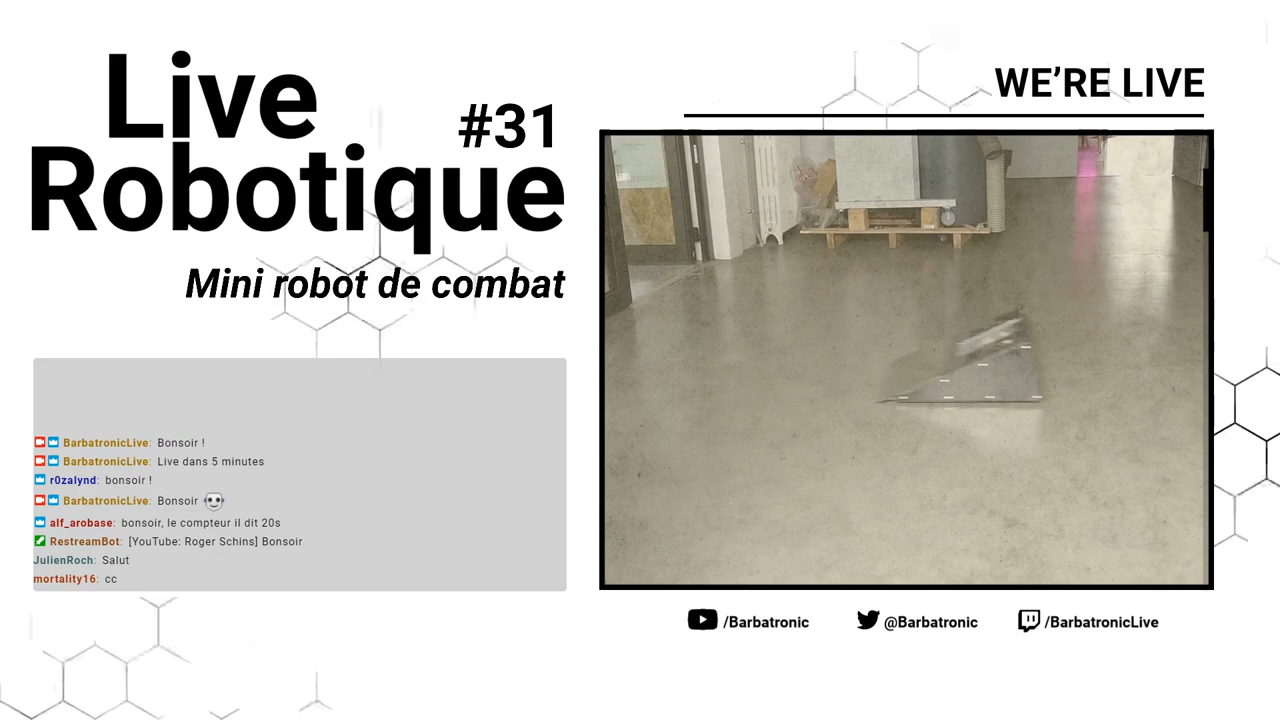 Live
Robotique
#31
Mini robot de combat
WE’RE LIVE
BarbatronicLive: Bonsoir !
BarbatronicLive: Live dans 5 minutes
r0zalynd: bonsoir !
BarbatronicLive: Bonsoir
alf_arobase: bonsoir, le compteur il dit 20s
RestreamBot: [YouTube: Roger Schins] Bonsoir
JulienRoch: Salut
mortality16: cc
/Barbatronic
@Barbatronic
/BarbatronicLive